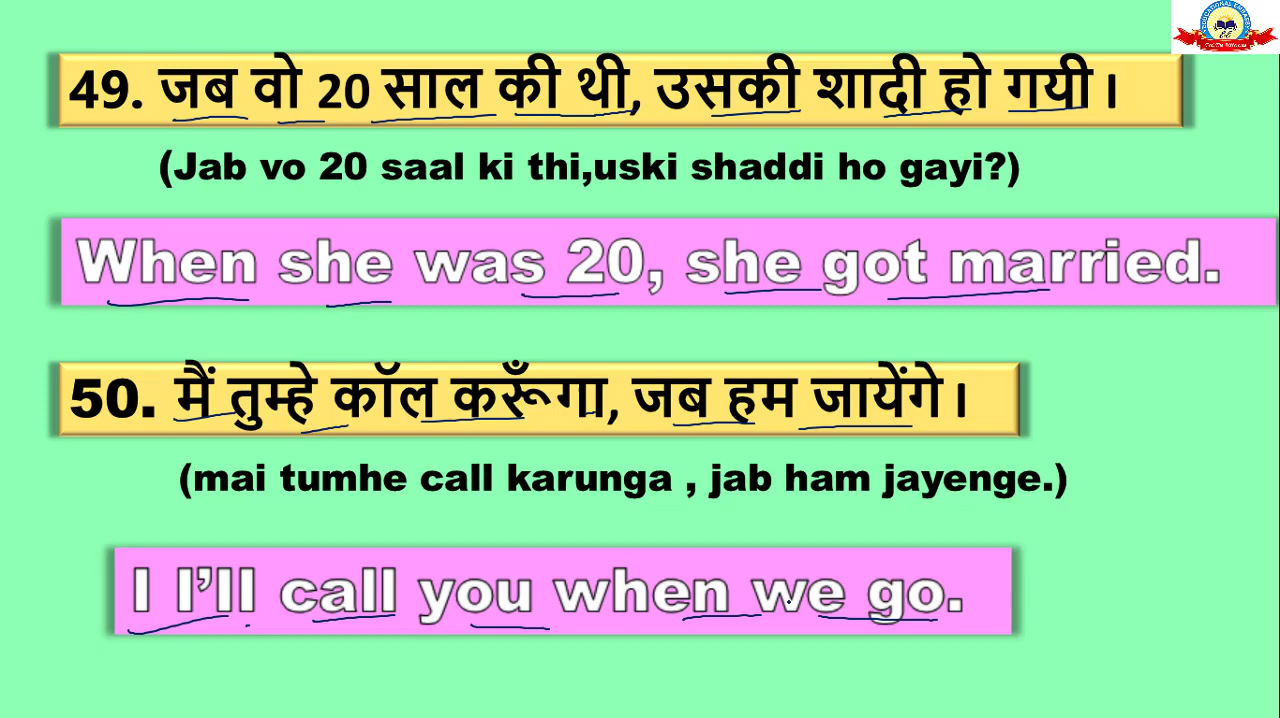 49. जब वो 20 साल की थी, उसकी शादी हो गयी।
(Jab vo 20 saal ki thi,uski shaddi ho gayi?)
When she was 20, she got married.
50. मैं तुम्हे कॉल करूँगा, जब हम जायेंगे।
(mai tumhe call karunga , jab ham jayenge.)
I I’ll call you when we go.